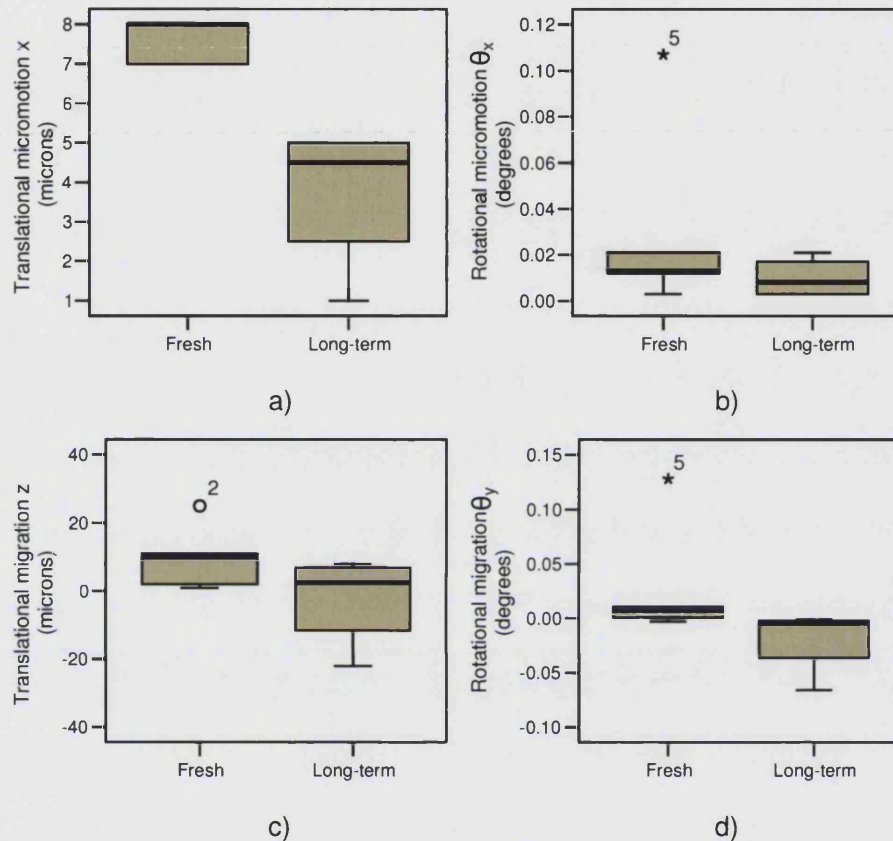 Translational micromotion x
(microns)
8
7
6
5
4
3
2
1
Fresh
Long-term
a)
Rotational micromotion θx
(degrees)
0.12
0.10
0.08
0.06
0.04
0.02
0.00
5
Fresh
Long-term
b)
Translational migration z
(microns)
40
20
0
-20
-40
2
Fresh
Long-term
c)
Rotational migration θy
(degrees)
0.15
0.10
0.05
0.00
-0.05
-0.10
5
Fresh
Long-term
d)